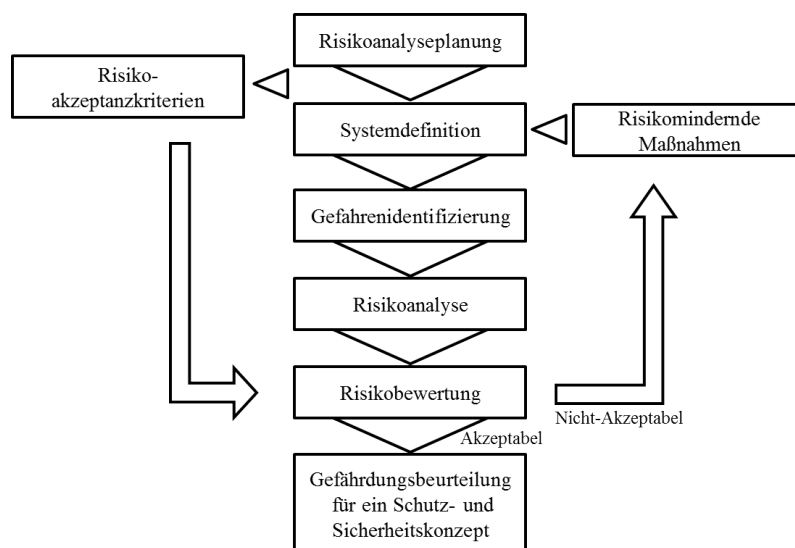 Risikoanalyseplanung
Risiko-
akzeptanzkriterien
Systemdefinition
Risikomindernde
Maßnahmen
Gefahrenidentifizierung
Risikoanalyse
Risikobewertung
Akzeptabel
Nicht-Akzeptabel
Gefährdungsbeurteilung
für ein Schutz- und
Sicherheitskonzept